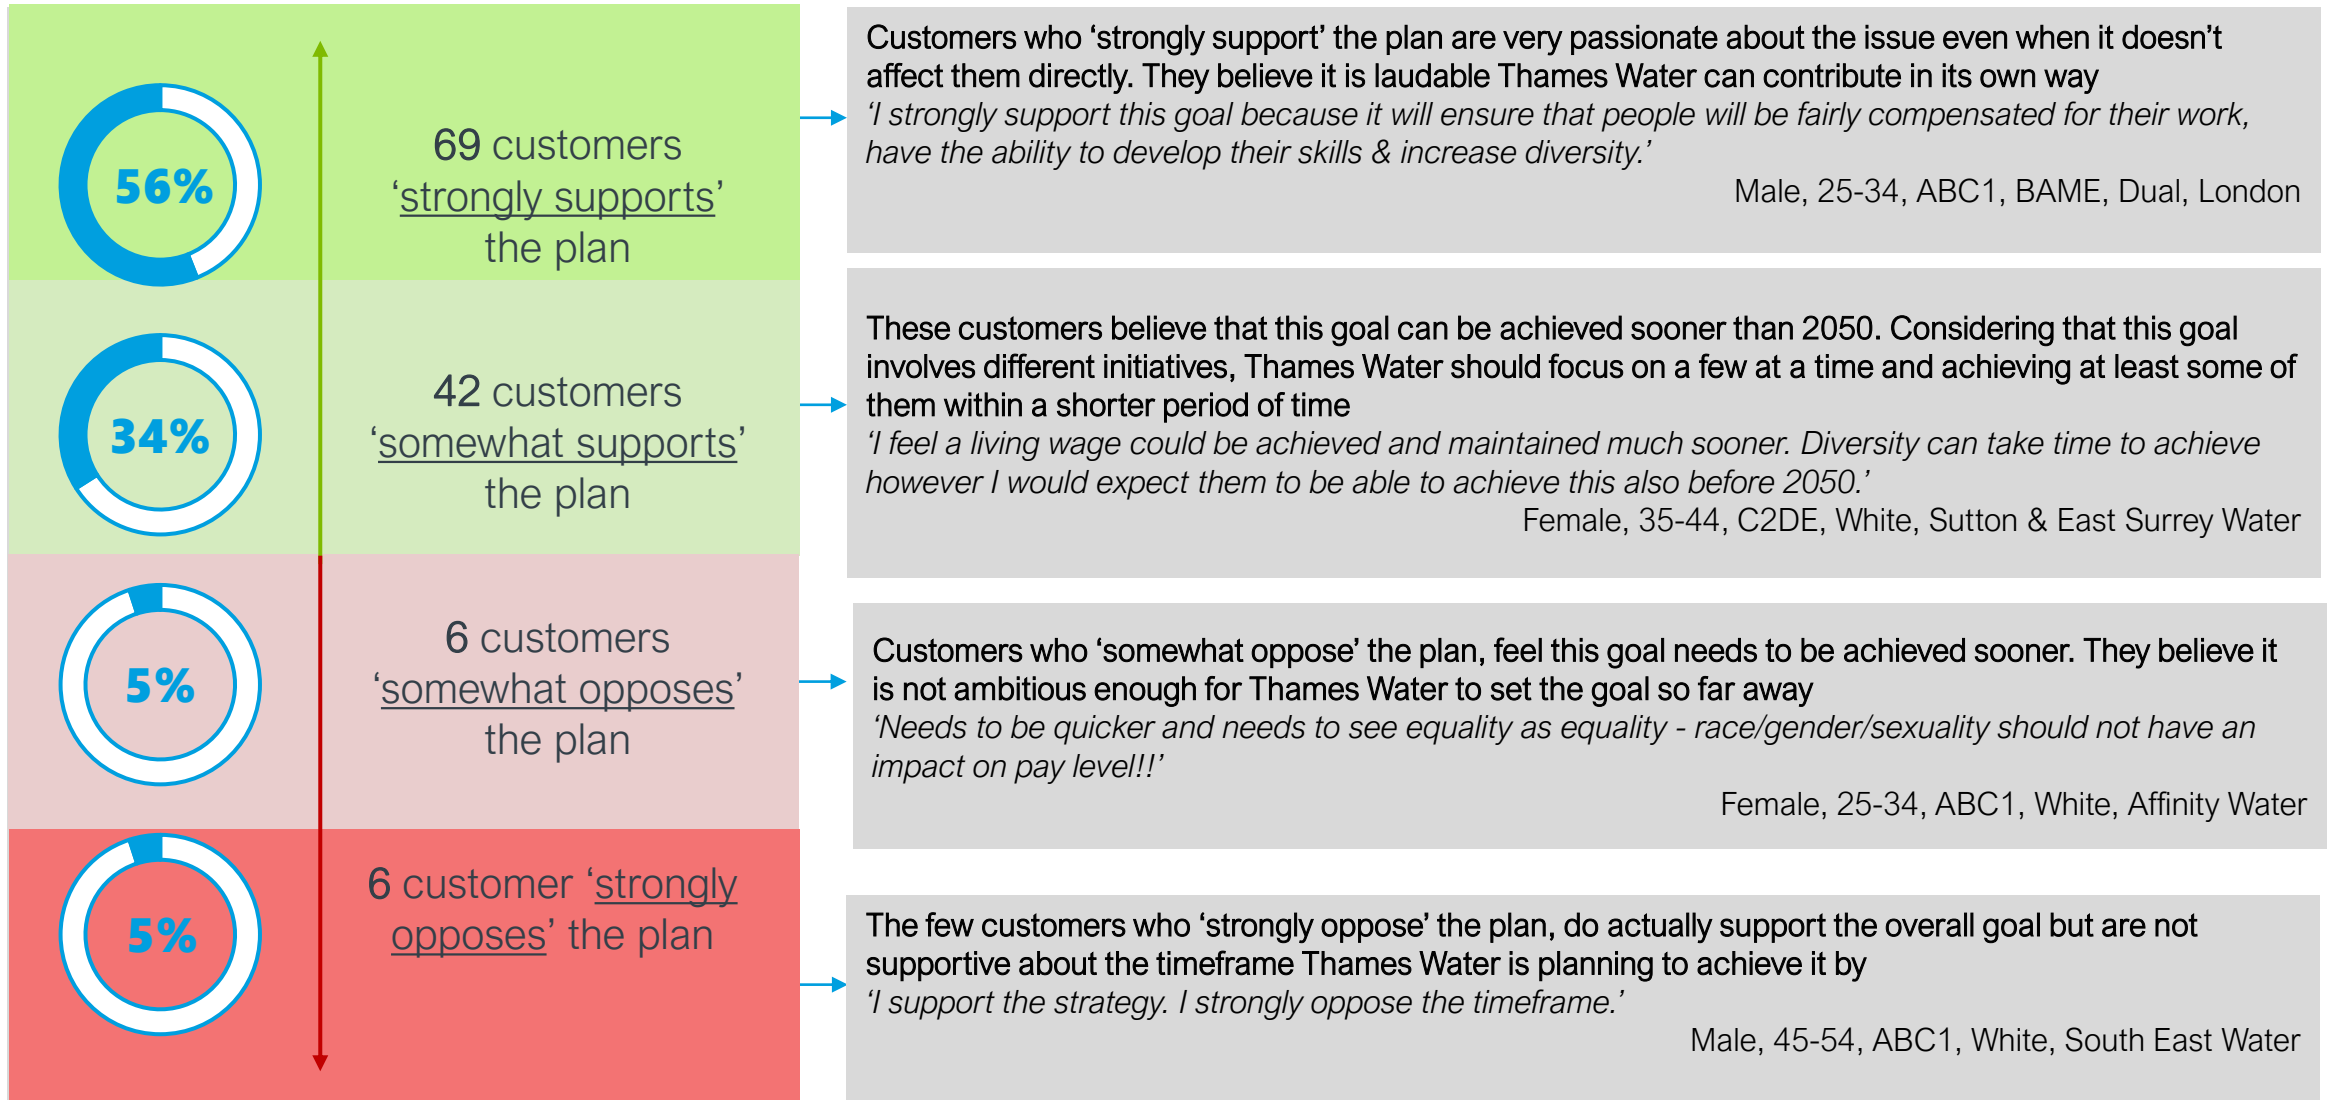 56%
69 customers
‘strongly supports’
the plan
Customers who ‘strongly support’ the plan are very passionate about the issue even when it doesn’t
affect them directly. They believe it is laudable Thames Water can contribute in its own way
‘I strongly support this goal because it will ensure that people will be fairly compensated for their work,
have the ability to develop their skills & increase diversity.’
Male, 25-34, ABC1, BAME, Dual, London
34%
42 customers
‘somewhat supports’
the plan
These customers believe that this goal can be achieved sooner than 2050. Considering that this goal
involves different initiatives, Thames Water should focus on a few at a time and achieving at least some of
them within a shorter period of time
‘I feel a living wage could be achieved and maintained much sooner. Diversity can take time to achieve
however I would expect them to be able to achieve this also before 2050.’
Female, 35-44, C2DE, White, Sutton & East Surrey Water
5%
6 customers
‘somewhat opposes’
the plan
Customers who ‘somewhat oppose’ the plan, feel this goal needs to be achieved sooner. They believe it
is not ambitious enough for Thames Water to set the goal so far away
‘Needs to be quicker and needs to see equality as equality - race/gender/sexuality should not have an
impact on pay level!!’
Female, 25-34, ABC1, White, Affinity Water
5%
6 customer ‘strongly
opposes’ the plan
The few customers who ‘strongly oppose’ the plan, do actually support the overall goal but are not
supportive about the timeframe Thames Water is planning to achieve it by
‘I support the strategy. I strongly oppose the timeframe.’
Male, 45-54, ABC1, White, South East Water